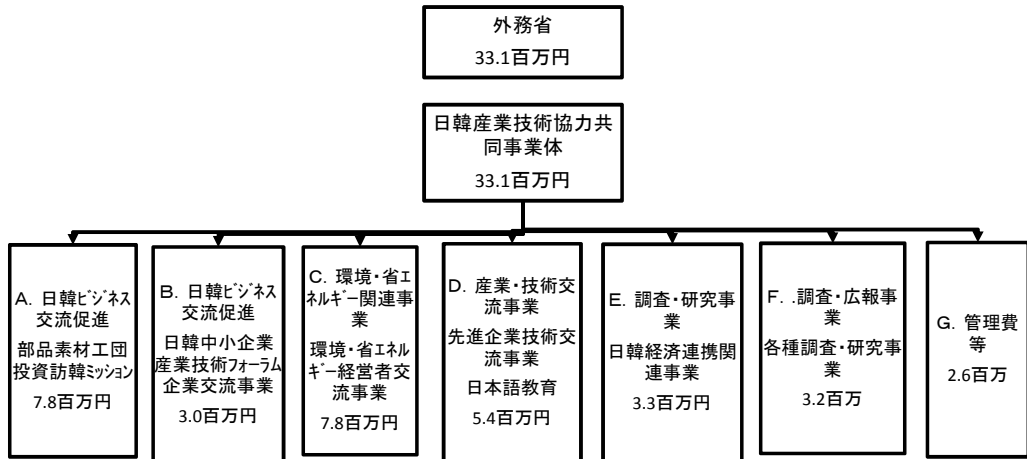 外務省
33.1百万円
日韓産業技術協力共
同事業体
33.1百万円
A. 日韓ﾋﾞｼﾞﾈｽ
交流促進
部品素材工団
投資訪韓ミッション
7.8百万円
B. 日韓ﾋﾞｼﾞﾈｽ
交流促進
日韓中小企業
産業技術フォーラム
企業交流事業
3.0百万円
C. 環境・省エ
ﾈﾙｷﾞｰ関連事
業
環境・省エネル
ｷﾞｰ経営者交
流事業
7.8百万円
D. 産業・技術交
流事業
先進企業技術交
流事業
日本語教育
5.4百万円
E. 調査・研究事
業
日韓経済連携関
連事業
3.3百万円
F. .調査・広報事
業
各種調査・研究事
業
3.2百万
G. 管理費
等
2.6百万